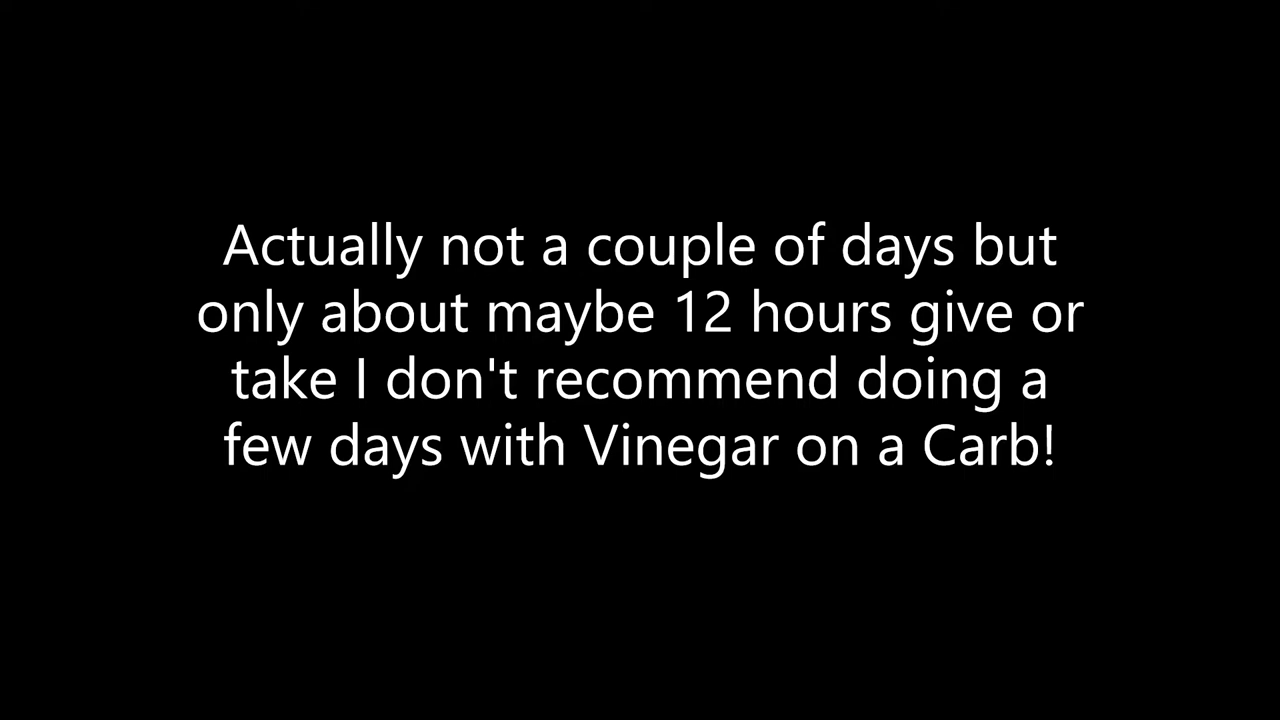 Actually not a couple of days but
only about maybe 12 hours give or
take I don't recommend doing a
few days with Vinegar on a Carb!